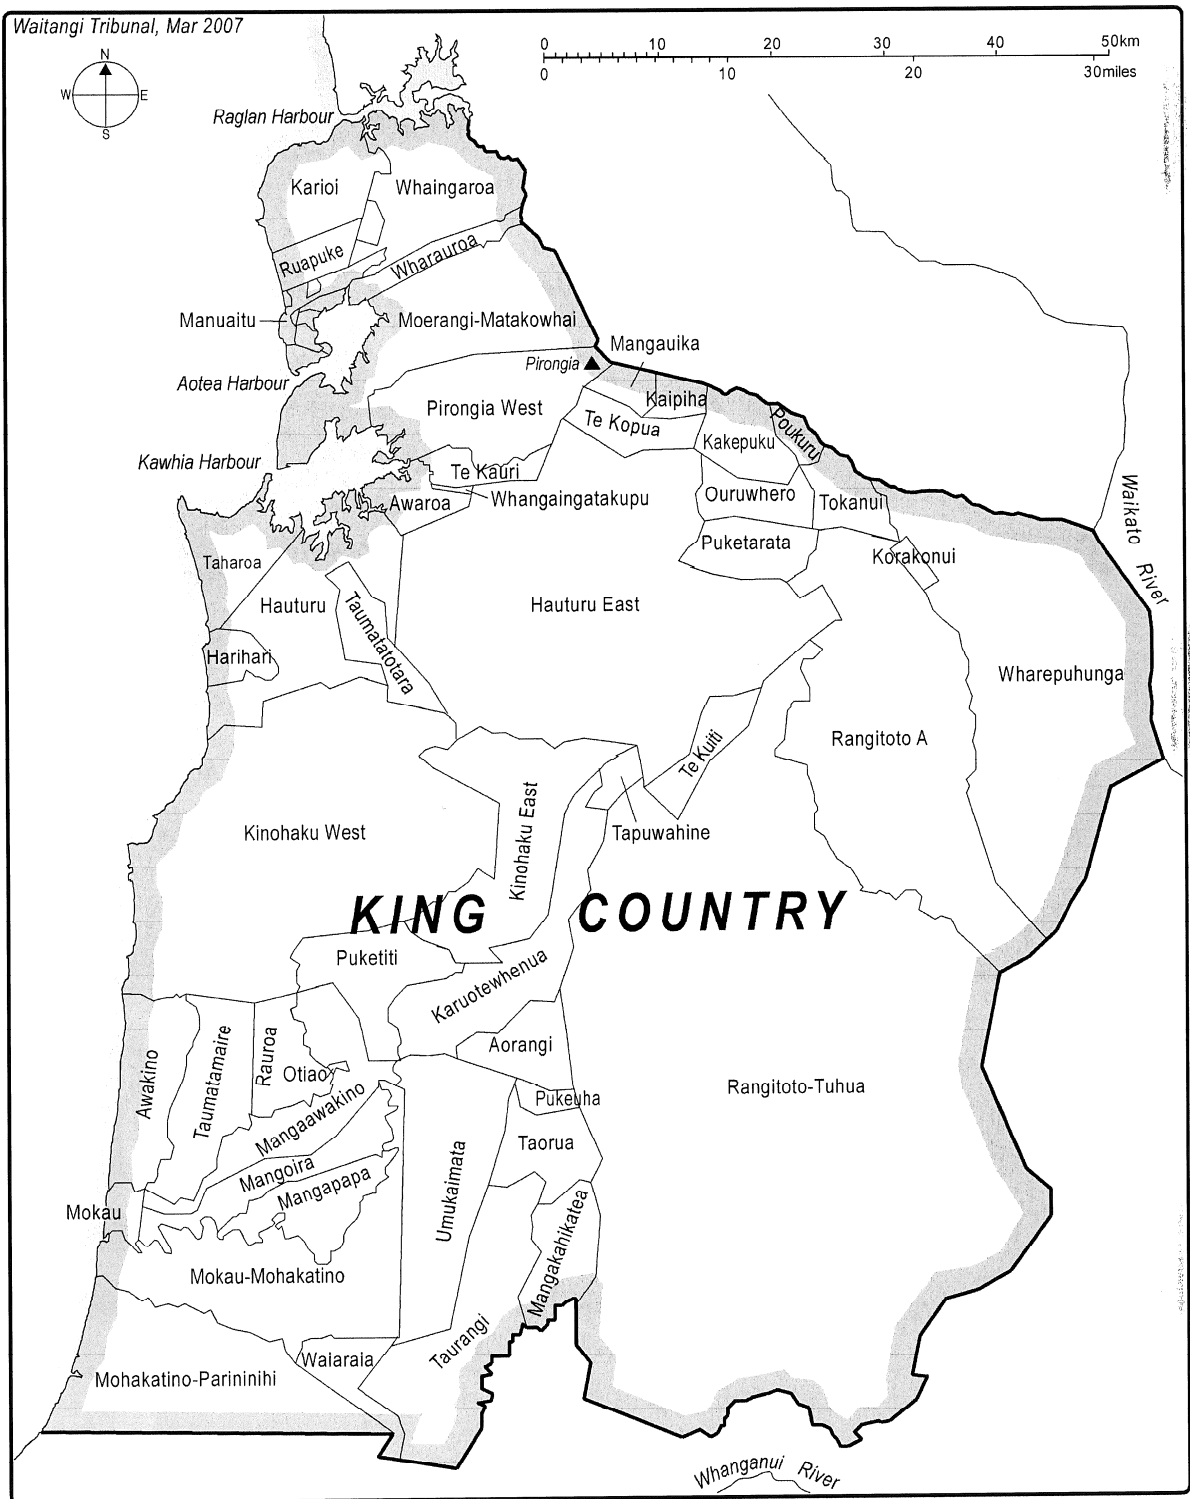 Waitangi Tribunal, Mar 2007
N
W E
S
0 10 20 30 40 50km
0 10 20 30miles
Raglan Harbour
Karioi
Whaingaroa
Ruapuke
Wharauroa
Manuaitu
Moerangi-Matakowhai
Mangauika
Pirongia
Aotea Harbour
Kaipiha
Pirongia West
Te Kopua
Poukuru
Kakepuku
Kawhia Harbour
Te Kauri
Whangaingatakupu
Awaroa
Ouruwhero
Tokanui
Waikato River
Puketarata
Korakonui
Taharoa
Hauturu
Hauturu East
Taumatatotara
Harihari
Wharepuhunga
Rangitoto A
Te Kuiti
Kinohaku West
Kinohaku East
Tapuwahine
KING COUNTRY
Puketiti
Karuotewhenua
Aorangi
Awakino
Taumatamaire
Rauroa
Otiao
Rangitoto-Tuhua
Pukeuha
Mangaawakino
Taorua
Mangoira
Mangapapa
Umukaimata
Mokau
Mangakahikatea
Mokau-Mohakatino
Taurangi
Waiaraia
Mohakatino-Parininihi
Whanganui River